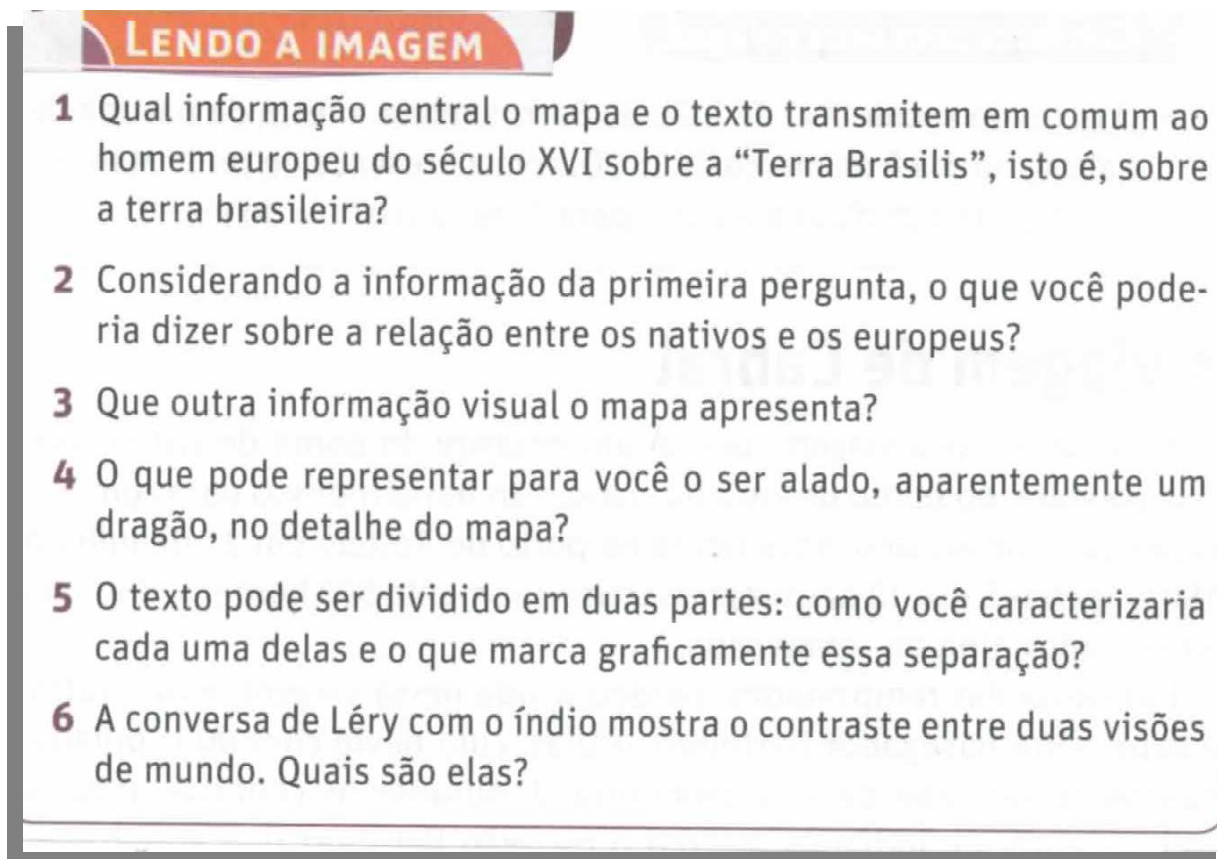 LENDO A IMAGEM
1 Qual informação central o mapa e o texto transmitem em comum ao
homem europeu do século XVI sobre a “Terra Brasilis”, isto é, sobre
a terra brasileira?
2 Considerando a informação da primeira pergunta, o que você pode-
ria dizer sobre a relação entre os nativos e os europeus?
3 Que outra informação visual o mapa apresenta?
4 O que pode representar para você o ser alado, aparentemente um
dragão, no detalhe do mapa?
5 O texto pode ser dividido em duas partes: como você caracterizaria
cada uma delas e o que marca graficamente essa separação?
6 A conversa de Léry com o índio mostra o contraste entre duas visões
de mundo. Quais são elas?